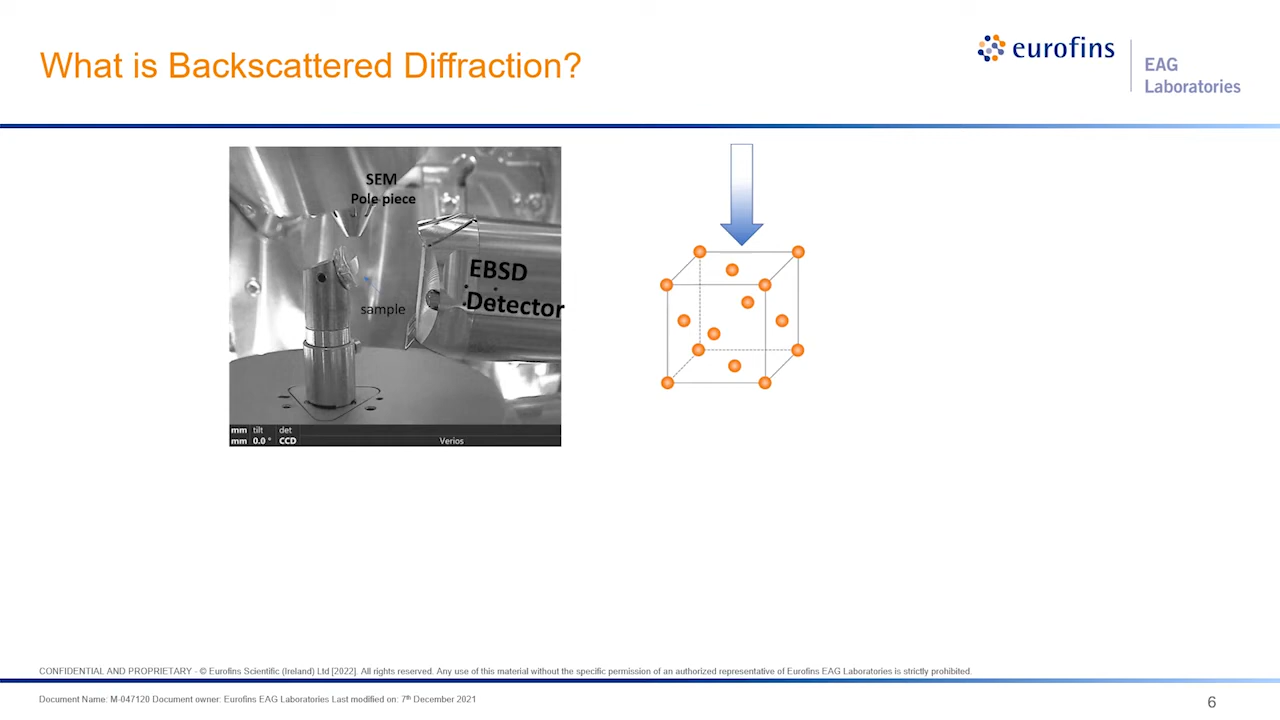 What is Backscattered Diffraction?
eurofins
EAG
Laboratories
SEM
Pole piece
EBSD
Detector
sample
mm tilt det
mm 0.0 ° CCD Verios
CONFIDENTIAL AND PROPRIETARY - © Eurofins Scientific (Ireland) Ltd [2022]. All rights reserved. Any use of this material without the specific permission of an authorized representative of Eurofins EAG Laboratories is strictly prohibited.
Document Name: M-047120 Document owner: Eurofins EAG Laboratories Last modified on: 7th December 2021
6